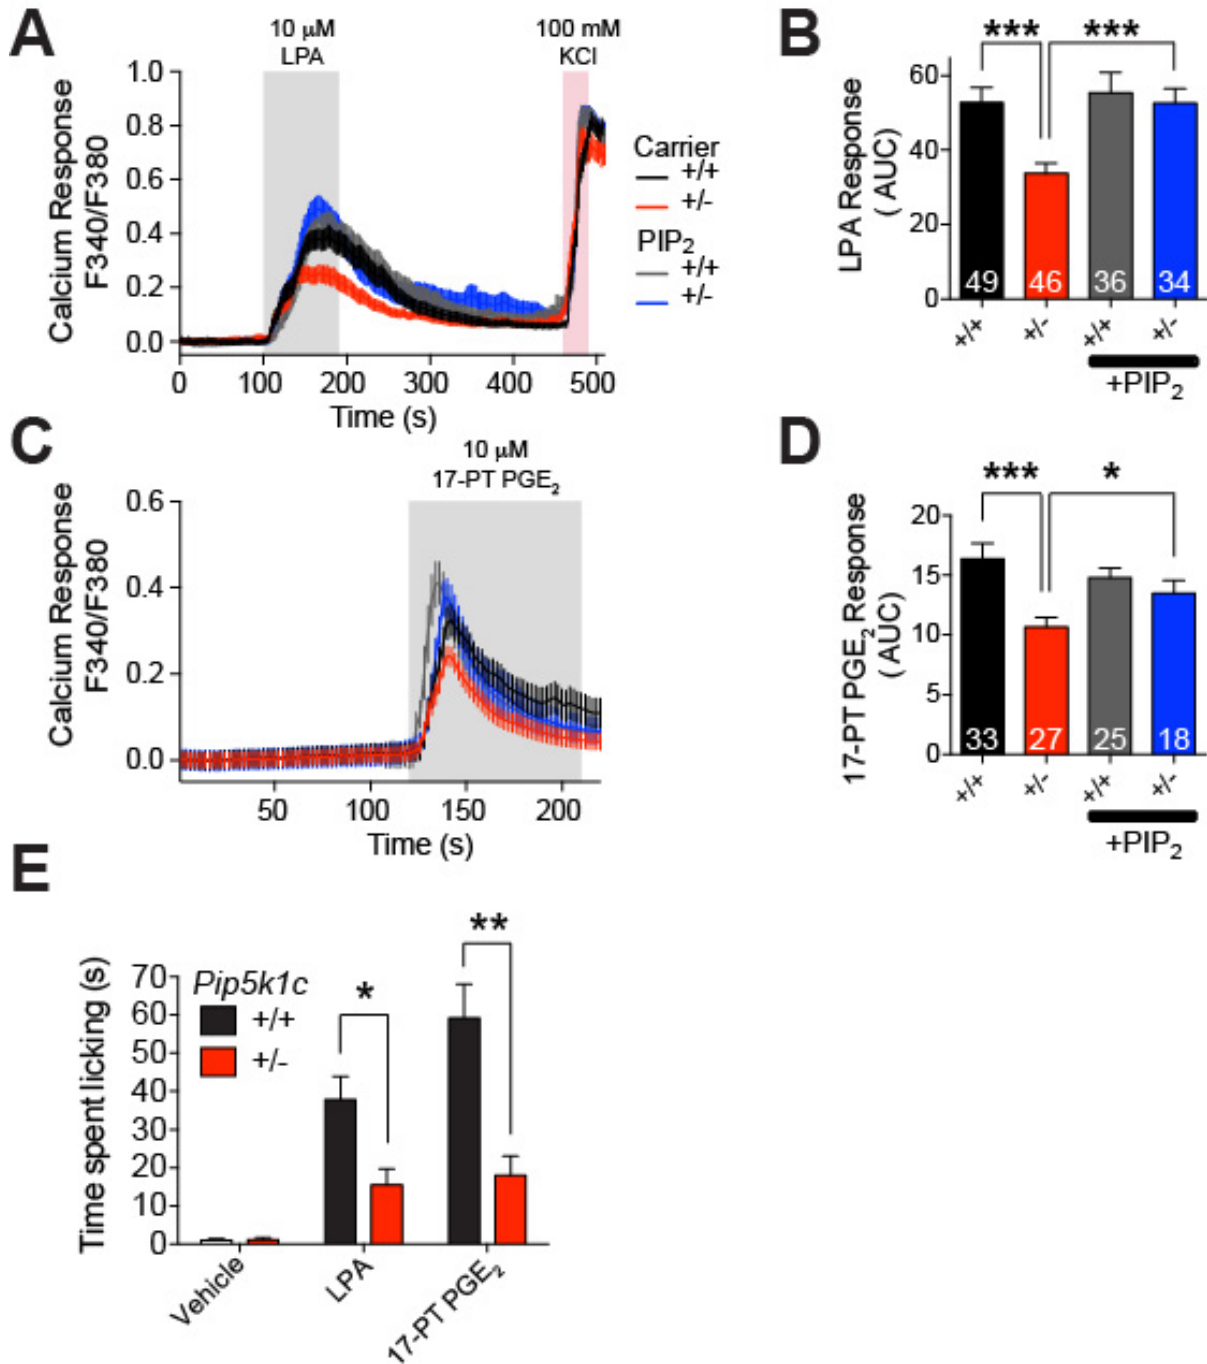 A
10 µM
LPA
100 mM
KCl
Calcium Response
F340/F380
1.0
0.8
0.6
0.4
0.2
0.0
0 100 200 300 400 500
Time (s)
Carrier
+/+
+/-
PIP2
+/+
+/-
B
*** ***
LPA Response
( AUC)
60
40
20
0
49 46 36 34
+/+ +/- +/+ +/-
+PIP2
C
10 µM
17-PT PGE2
Calcium Response
F340/F380
0.6
0.4
0.2
0.0
50 100 150 200
Time (s)
D
*** *
17-PT PGE2 Response
( AUC)
20
15
10
5
0
33 27 25 18
+/+ +/- +/+ +/-
+PIP2
E
Time spent licking (s)
70
60
50
40
30
20
10
0
Pip5k1c
+/+
+/-
*
**
Vehicle
LPA
17-PT PGE2